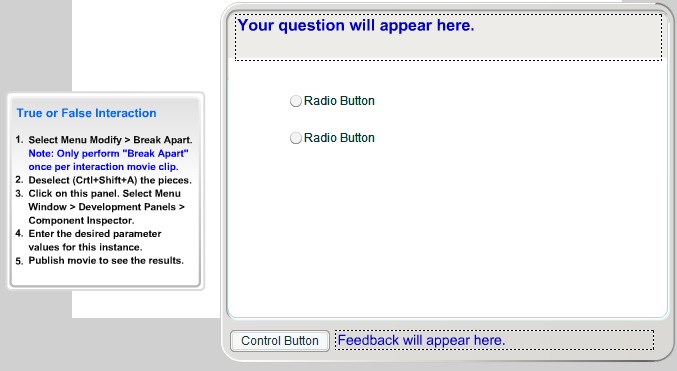 Your question will appear here.
Radio Button
Radio Button
True or False Interaction
1. Select Menu Modify > Break Apart.
Note: Only perform "Break Apart"
once per interaction movie clip.
2. Deselect (Crtl+Shift+A) the pieces.
3. Click on this panel. Select Menu
Window > Development Panels >
Component Inspector.
4. Enter the desired parameter
values for this instance.
5. Publish movie to see the results.
Control Button
Feedback will appear here.